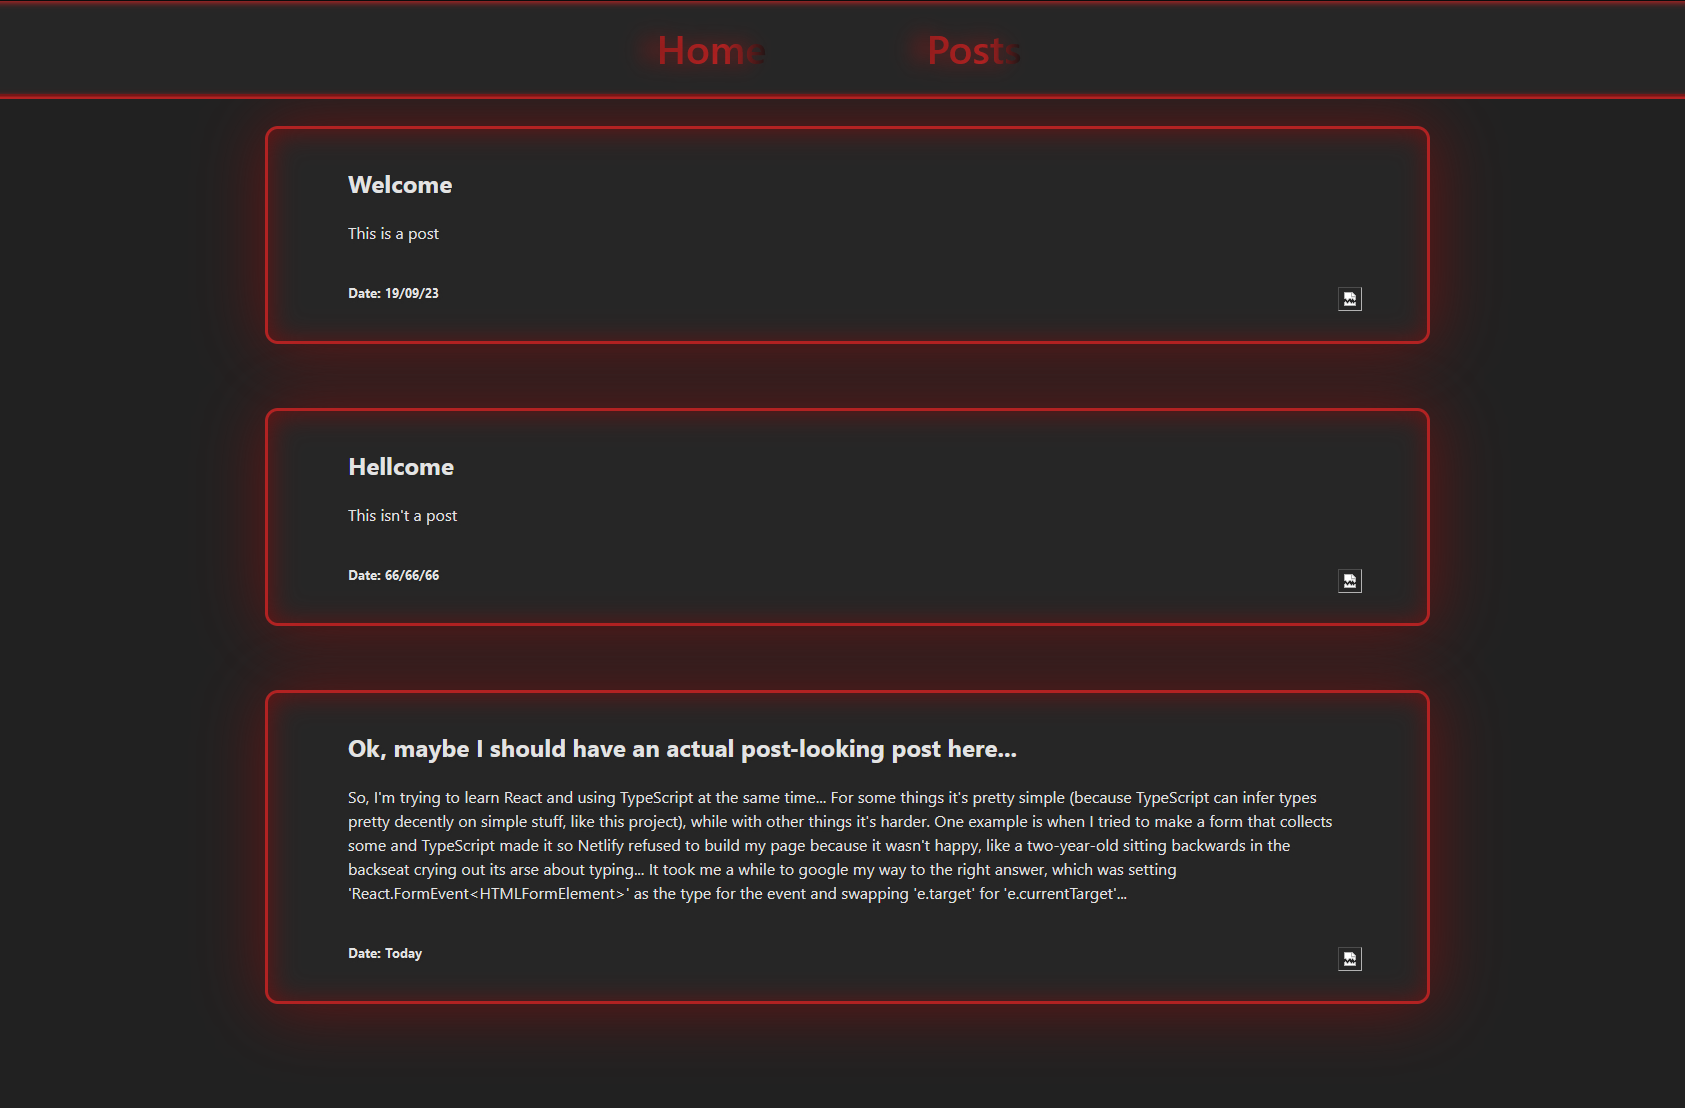 Home Posts
Welcome
This is a post
Date: 19/09/23
Hellcome
This isn't a post
Date: 66/66/66
Ok, maybe I should have an actual post-looking post here...
So, I'm trying to learn React and using TypeScript at the same time... For some things it's pretty simple (because TypeScript can infer types
pretty decently on simple stuff, like this project), while with other things it's harder. One example is when I tried to make a form that collects
some and TypeScript made it so Netlify refused to build my page because it wasn't happy, like a two-year-old sitting backwards in the
backseat crying out its arse about typing... It took me a while to google my way to the right answer, which was setting
'React.FormEvent<HTMLFormElement>' as the type for the event and swapping 'e.target' for 'e.currentTarget'...
Date: Today